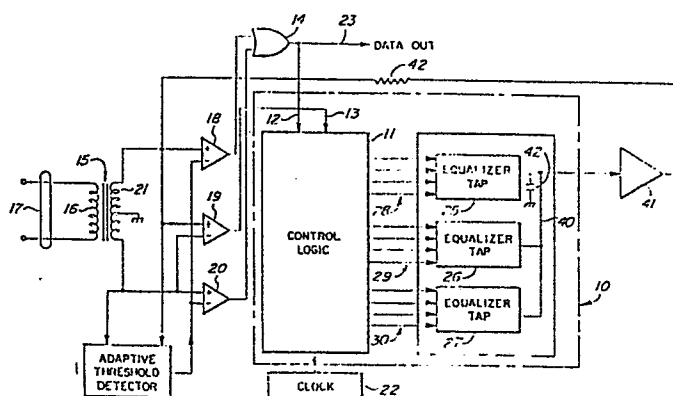 14
23
DATA OUT
42
18
12
13
11
15
21
17
16
19
20
CONTROL
LOGIC
EQUALIZER
TAP
42
28
25
41
EQUALIZER
TAP
40
29
26
10
EQUALIZER
TAP
30
27
ADAPTIVE
THRESHOLD
DETECTOR
CLOCK
22